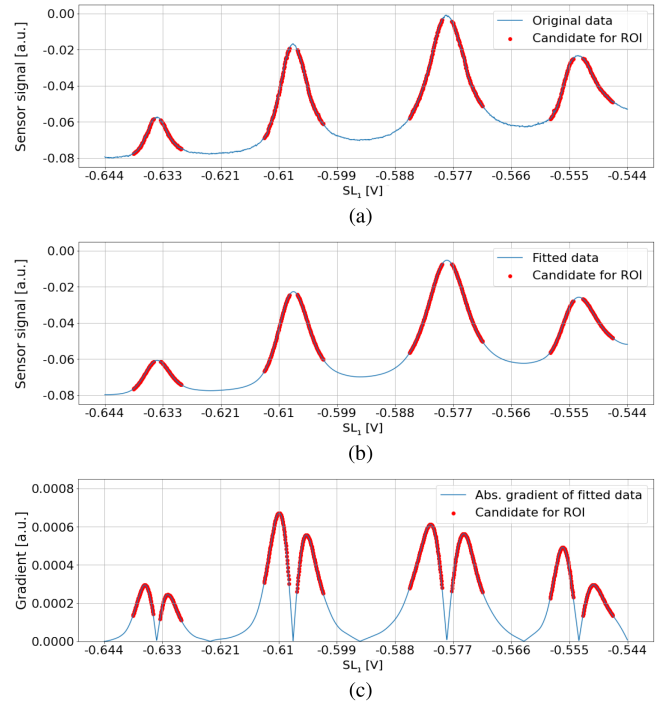 0.00
-0.02
-0.04
-0.06
-0.08
Sensor signal [a.u.]
Original data
Candidate for ROI
-0.644 -0.633 -0.621 -0.61 -0.599 -0.588 -0.577 -0.566 -0.555 -0.544
SL₁ [V]
(a)
0.00
-0.02
-0.04
-0.06
-0.08
Sensor signal [a.u.]
Fitted data
Candidate for ROI
-0.644 -0.633 -0.621 -0.61 -0.599 -0.588 -0.577 -0.566 -0.555 -0.544
SL₁ [V]
(b)
0.0008
0.0006
0.0004
0.0002
0.0000
Gradient [a.u.]
Abs. gradient of fitted data
Candidate for ROI
-0.644 -0.633 -0.621 -0.61 -0.599 -0.588 -0.577 -0.566 -0.555 -0.544
SL₁ [V]
(c)